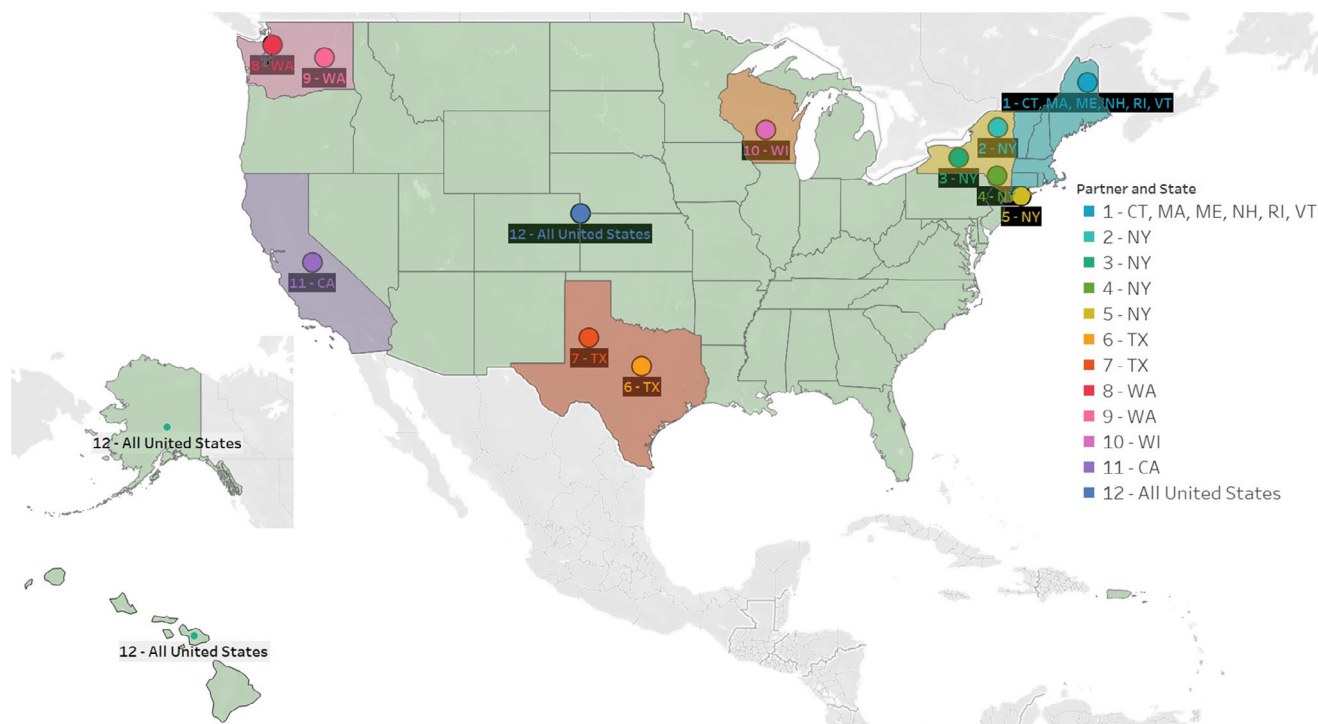 8 - WA
9 - WA
1 - CT, MA, ME, NH, RI, VT
2 - NY
10 - WI
3 - NY
4 - NY
5 - NY
12 - All United States
11 - CA
7 - TX
6 - TX
12 - All United States
12 - All United States
Partner and State
1 - CT, MA, ME, NH, RI, VT
2 - NY
3 - NY
4 - NY
5 - NY
6 - TX
7 - TX
8 - WA
9 - WA
10 - WI
11 - CA
12 - All United States